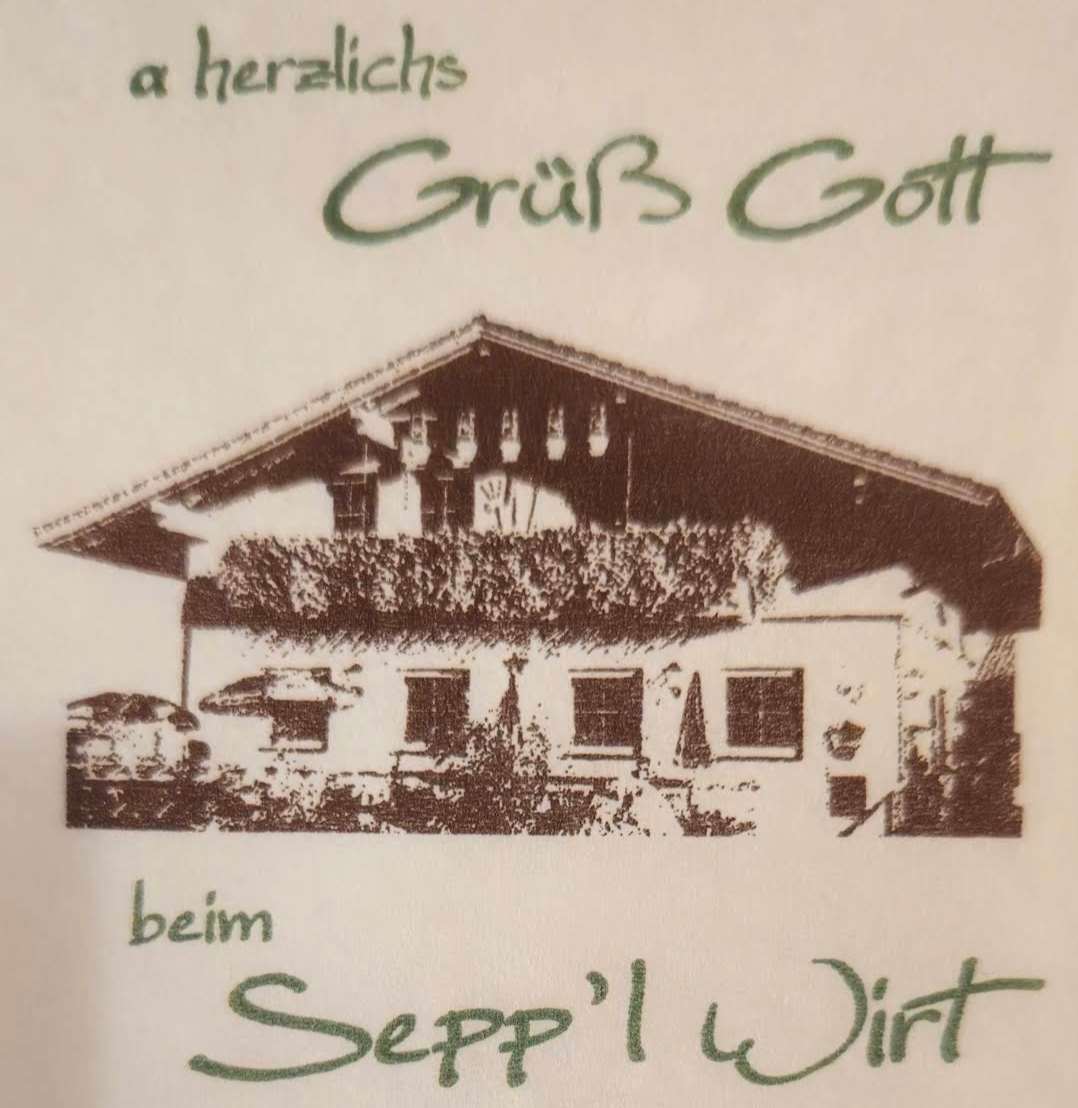 a herzlichs
Grüß Gott
beim
Sepp'l Wirt